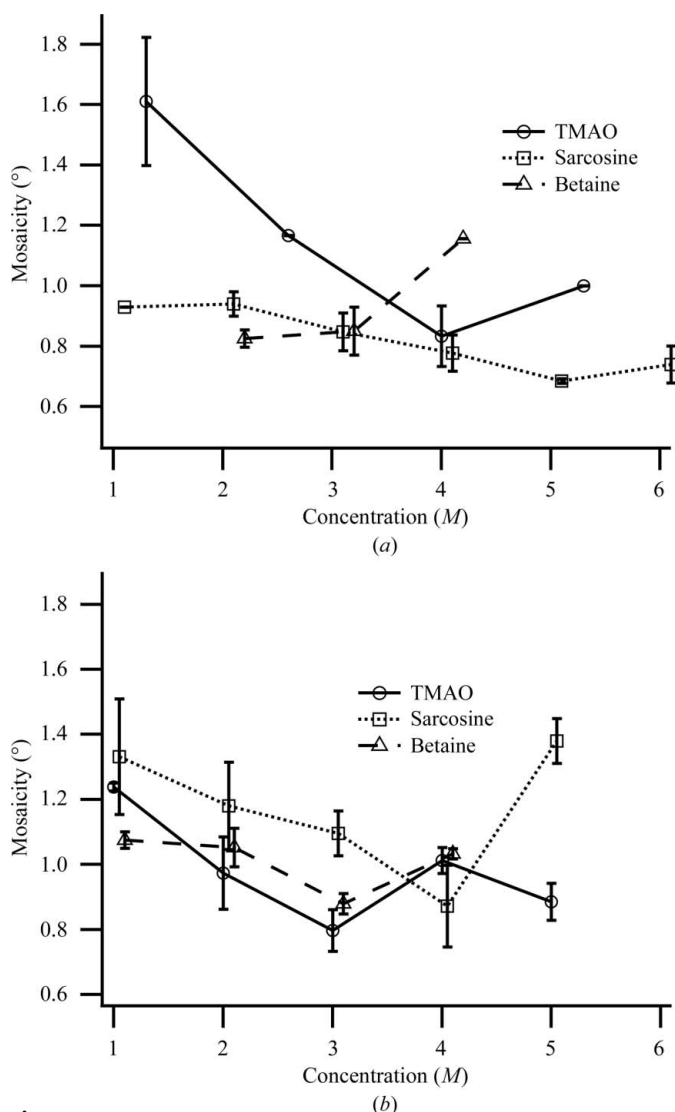 1.8
1.6
1.4
1.2
1.0
0.8
0.6
Mosaicity (°)
TMAO
Sarcosine
Betaine
1 2 3 4 5 6
Concentration (M)
(a)
1.8
1.6
1.4
1.2
1.0
0.8
0.6
Mosaicity (°)
TMAO
Sarcosine
Betaine
1 2 3 4 5 6
Concentration (M)
(b)